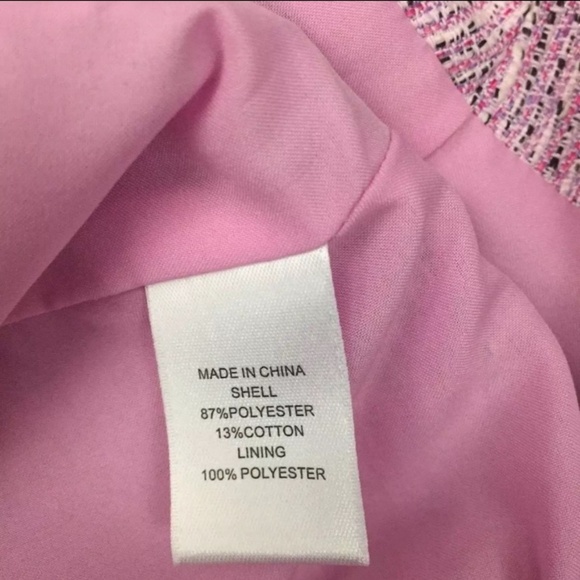 MADE IN CHINA
SHELL
87%POLYESTER
13%COTTON
LINING
100% POLYESTER